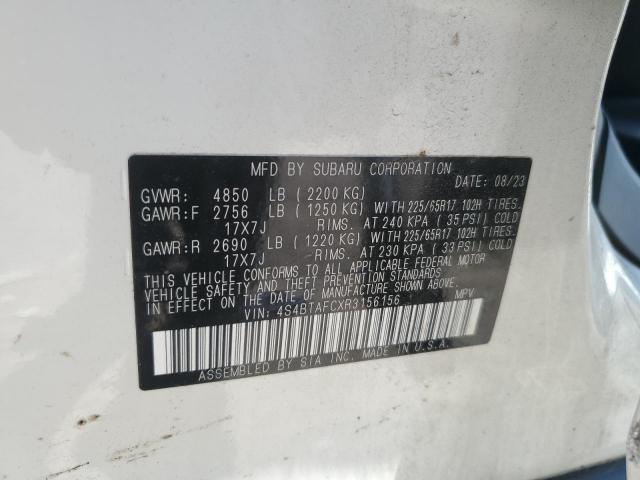 MFD BY SUBARU CORPORATION
DATE: 08/23
GVWR: 4850 LB ( 2200 KG)
GAWR:F 2756 LB ( 1250 KG) WITH 225/65R17 102H TIRES.
17X7J RIMS. AT 240 KPA ( 35 PSI) COLD
GAWR:R 2690 LB ( 1220 KG) WITH 225/65R17 102H TIRES.
17X7J RIMS. AT 230 KPA ( 33 PSI) COLD
THIS VEHICLE CONFORMS TO ALL APPLICABLE FEDERAL MOTOR
VEHICLE SAFETY BUMPER, AND THEFT PREVENTION STANDARDS
IN EFFECT ON THE DATE OF MANUFACTURE SHOWN ABOVE.
VIN: 4S4BTAFCXR3156156 MPV
ASSEMBLED BY SIA INC. MADE IN U.S.A.